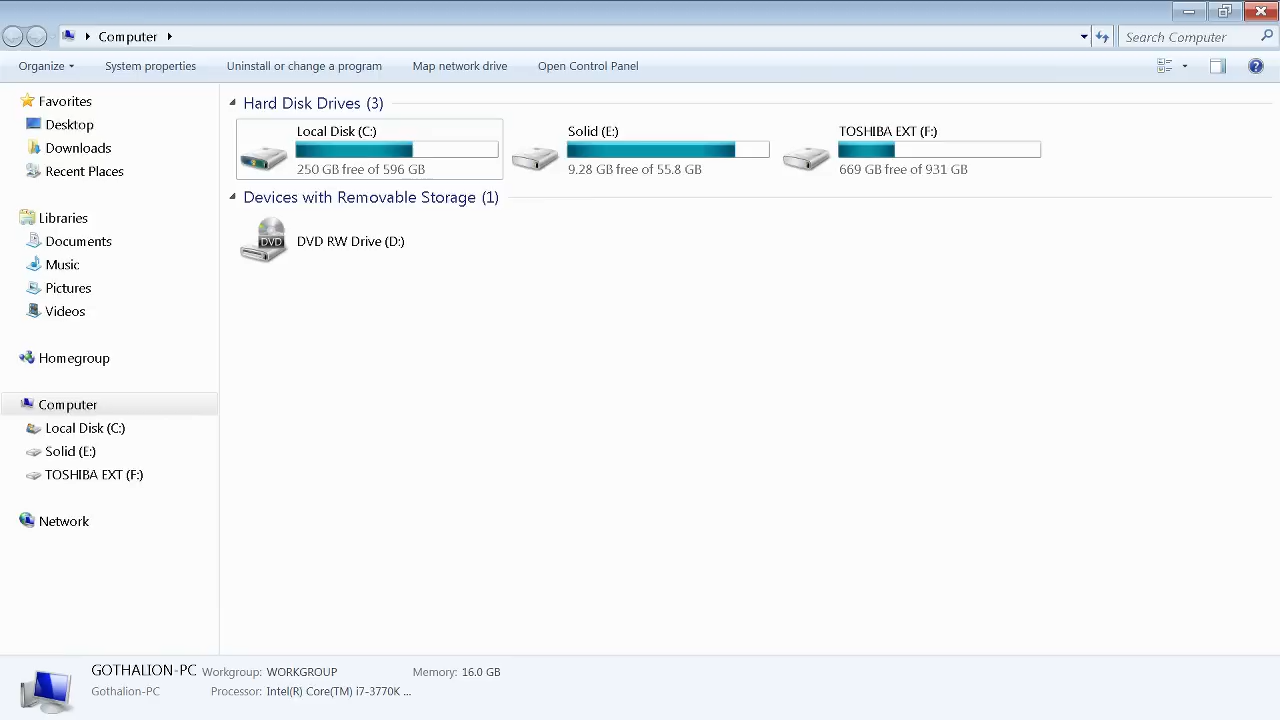 Computer
Search Computer
Organize
System properties
Uninstall or change a program
Map network drive
Open Control Panel
Favorites
Desktop
Downloads
Recent Places
Libraries
Documents
Music
Pictures
Videos
Homegroup
Computer
Local Disk (C:)
Solid (E:)
TOSHIBA EXT (F:)
Network
Hard Disk Drives (3)
Local Disk (C:)
250 GB free of 596 GB
Solid (E:)
9.28 GB free of 55.8 GB
TOSHIBA EXT (F:)
669 GB free of 931 GB
Devices with Removable Storage (1)
DVD
DVD RW Drive (D:)
GOTHALION-PC Workgroup: WORKGROUP Memory: 16.0 GB
Gothalion-PC Processor: Intel(R) Core(TM) i7-3770K ...